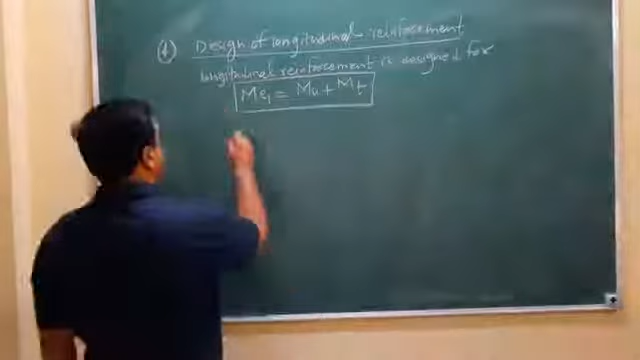 (1) Design of longitudinal reinforcement
longitudinal reinforcement is designed for
Me₁ = Mu + Mt